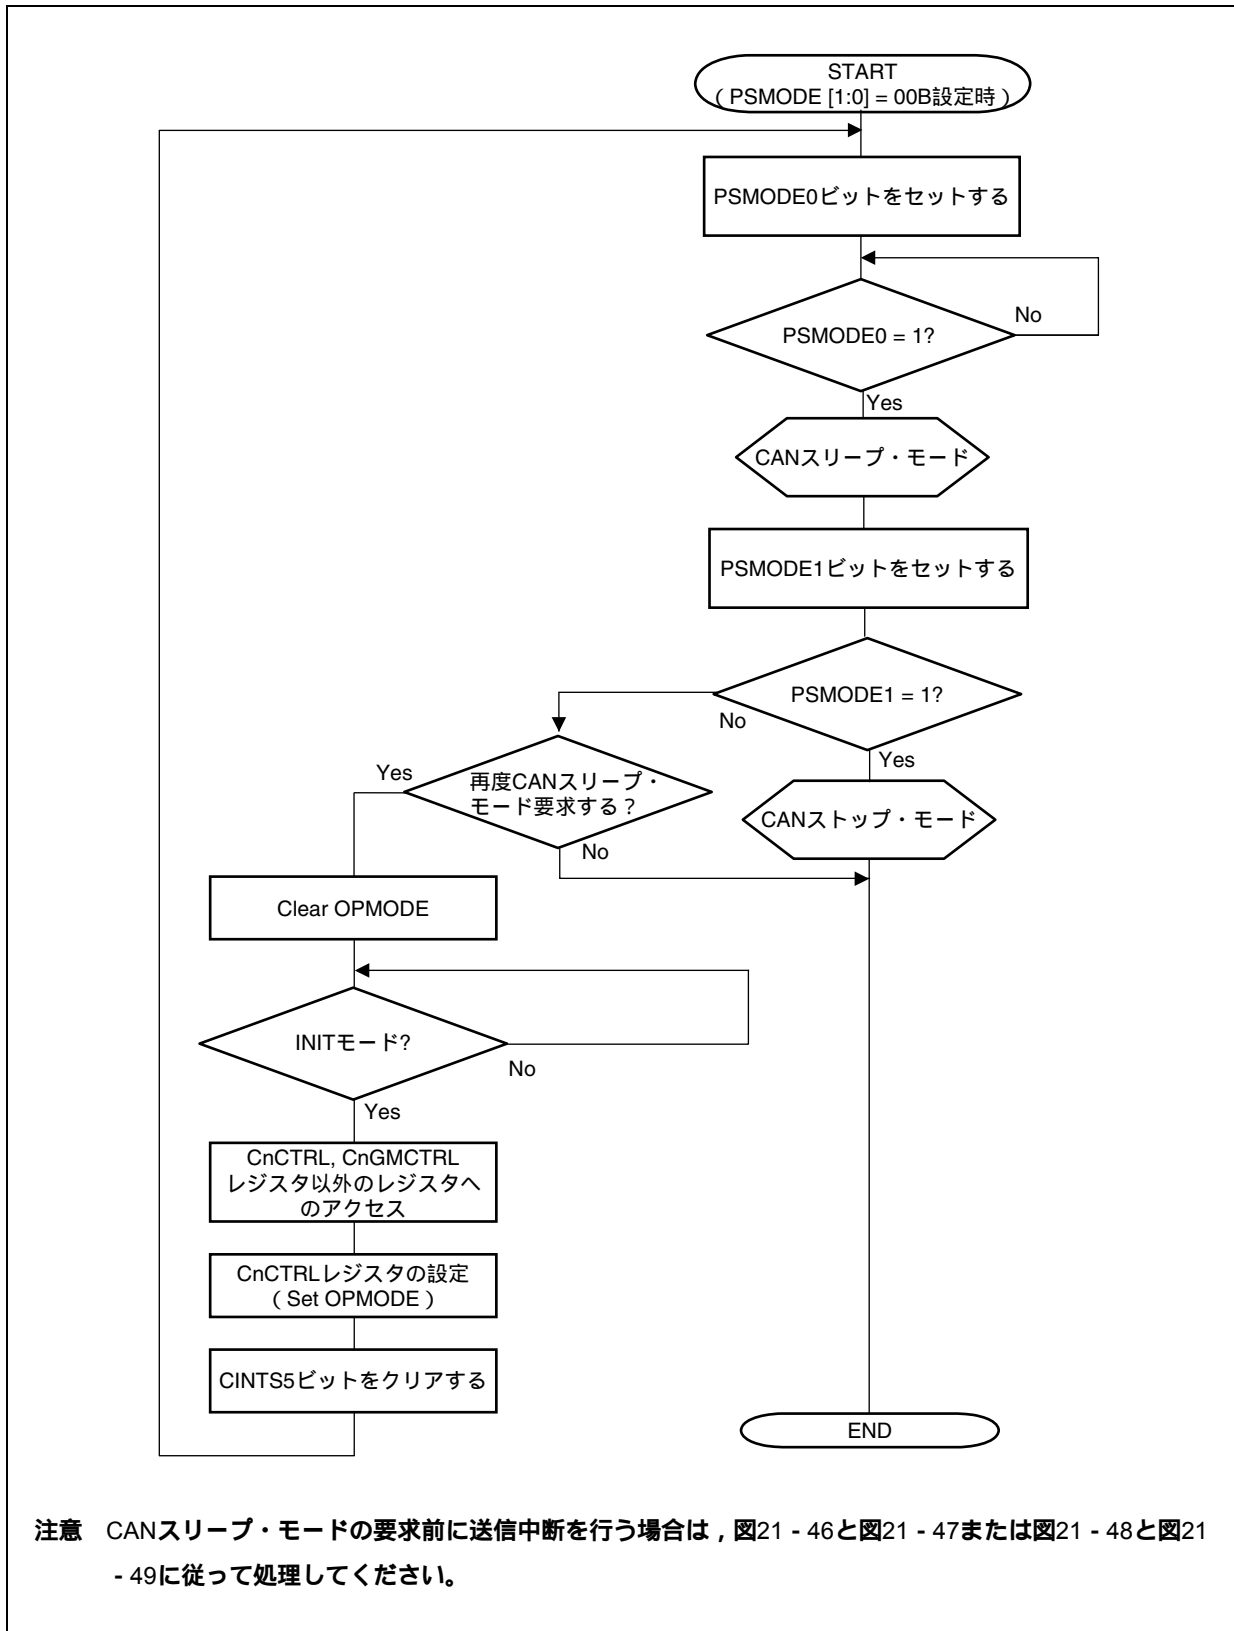 START
（PSMODE [1:0] = 00B設定時）
PSMODE0ビットをセットする
PSMODE0 = 1?
No
Yes
CANスリープ・モード
PSMODE1ビットをセットする
PSMODE1 = 1?
No
Yes
再度CANスリープ・
モード要求する？
Yes
No
CANストップ・モード
Clear OPMODE
INITモード?
No
Yes
CnCTRL, CnGMCTRL
レジスタ以外のレジスタへ
のアクセス
CnCTRLレジスタの設定
（Set OPMODE）
CINTS5ビットをクリアする
END
注意 CANスリープ・モードの要求前に送信中断を行う場合は，図21 - 46と図21 - 47または図21 - 48と図21
- 49に従って処理してください。